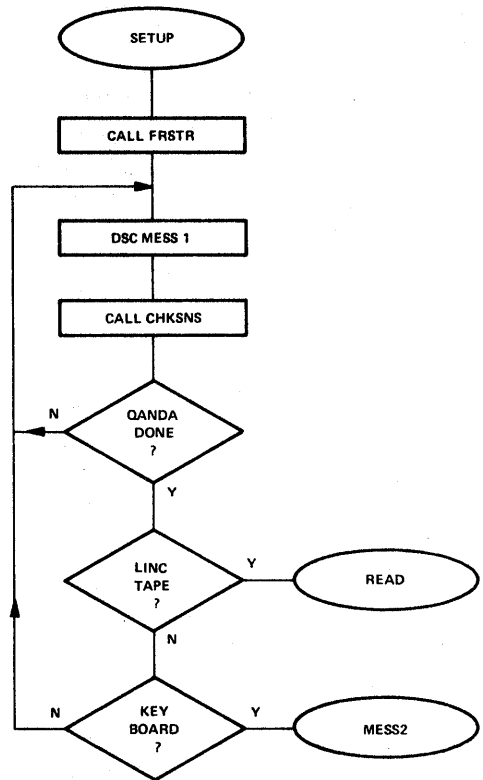 SETUP
CALL FRSTR
DSC MESS 1
CALL CHKSNS
N
QANDA
DONE
?
Y
LINC
TAPE
?
Y
READ
N
N
KEY
BOARD
?
Y
MESS2